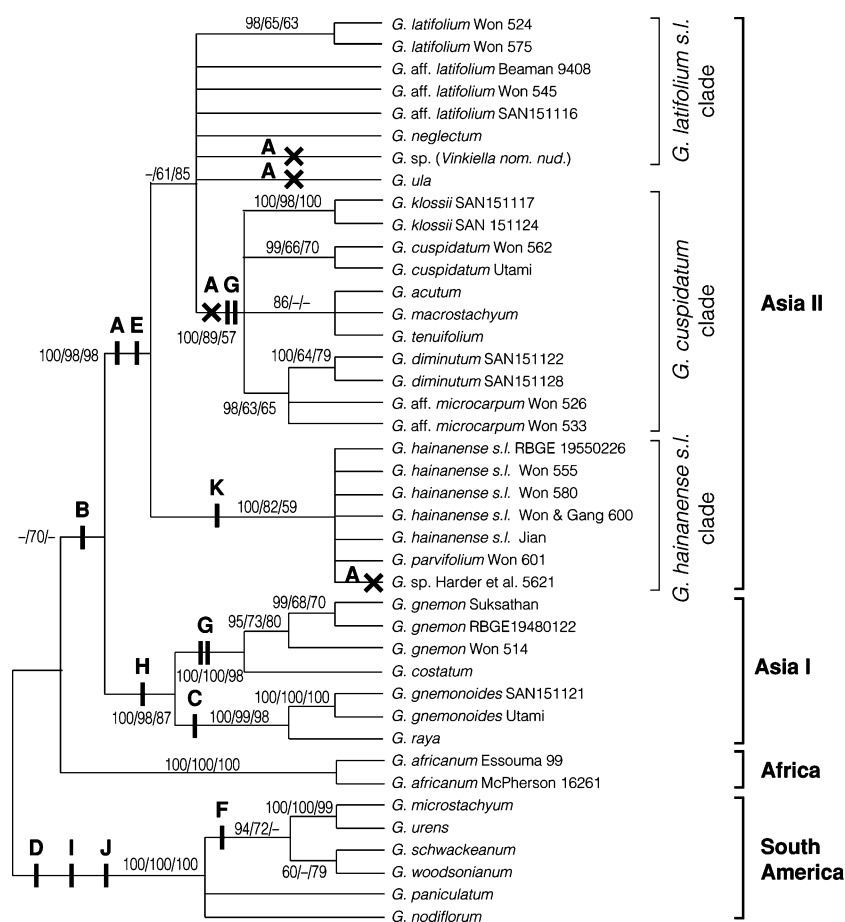 98/65/63
G. latifolium Won 524
G. latifolium Won 575
G. aff. latifolium Beaman 9408
G. aff. latifolium Won 545
G. aff. latifolium SAN151116
G. neglectum
A
G. sp. (Vinkiella nom. nud.)
–/61/85
A
G. ula
G. latifolium s.l.
clade
100/98/100
G. klossii SAN151117
G. klossii SAN 151124
99/66/70
G. cuspidatum Won 562
G. cuspidatum Utami
A G
86/–/–
G. acutum
G. macrostachyum
G. tenuifolium
100/89/57
100/64/79
G. diminutum SAN151122
G. diminutum SAN151128
98/63/65
G. aff. microcarpum Won 526
G. aff. microcarpum Won 533
G. cuspidatum
clade
Asia II
A E
100/98/98
G. hainanense s.l. RBGE 19550226
G. hainanense s.l. Won 555
K
100/82/59
G. hainanense s.l. Won 580
G. hainanense s.l. Won & Gang 600
G. hainanense s.l. Jian
G. parvifolium Won 601
A
G. sp. Harder et al. 5621
G. hainanense s.l.
clade
B
–/70/–
99/68/70
G. gnemon Suksathan
95/73/80
G. gnemon RBGE19480122
G
G. gnemon Won 514
100/100/98
G. costatum
H
100/98/87
C
100/99/98
100/100/100
G. gnemonoides SAN151121
G. gnemonoides Utami
G. raya
Asia I
100/100/100
G. africanum Essouma 99
G. africanum McPherson 16261
Africa
F
94/72/–
100/100/99
G. microstachyum
G. urens
G. schwackeanum
60/–/79
G. woodsonianum
D I J
100/100/100
G. paniculatum
G. nodiflorum
South
America